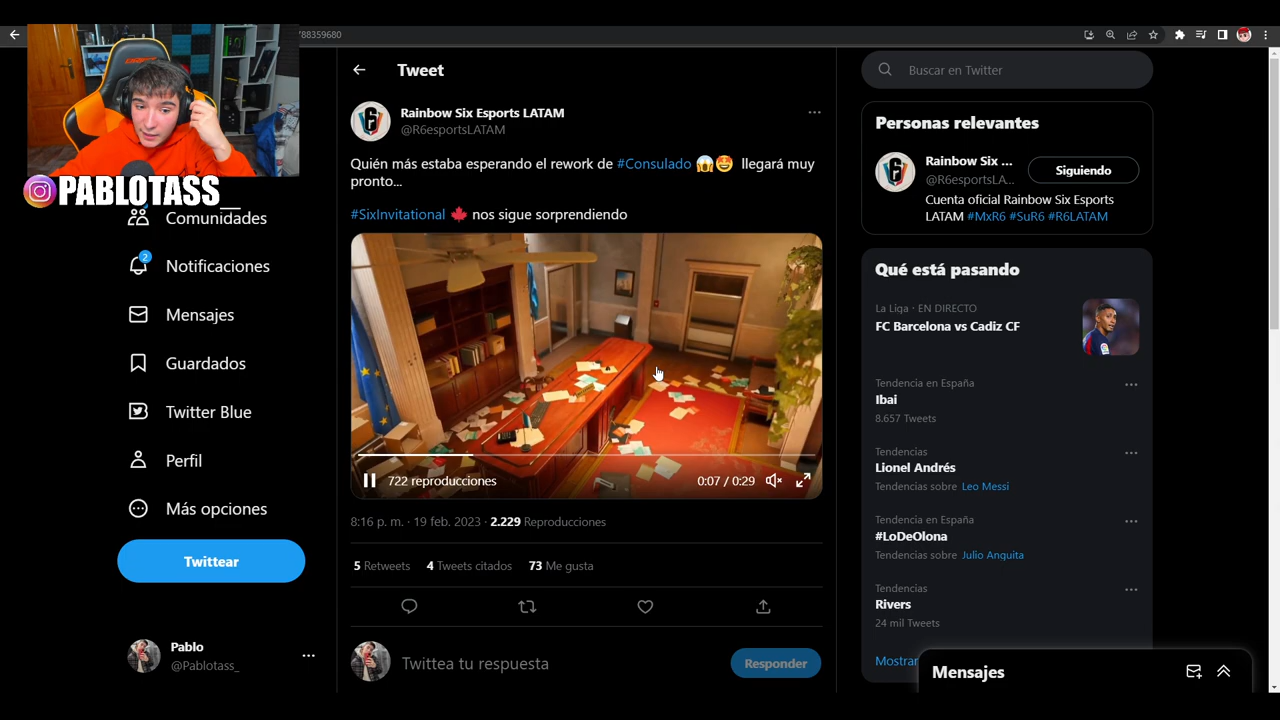 788359680
PABLOTASS
Comunidades
2
Notificaciones
Mensajes
Guardados
Twitter Blue
Perfil
Más opciones
Twittear
Pablo
@Pablotass_
Tweet
Rainbow Six Esports LATAM
@R6esportsLATAM
Quién más estaba esperando el rework de #Consulado 😱🤩 llegará muy
pronto...
#SixInvitational 🍁 nos sigue sorprendiendo
722 reproducciones
0:07 / 0:29
8:16 p. m. · 19 feb. 2023 · 2.229 Reproducciones
5 Retweets 4 Tweets citados 73 Me gusta
Twittea tu respuesta
Responder
Buscar en Twitter
Personas relevantes
Rainbow Six ...
@R6esportsLA...
Siguiendo
Cuenta oficial Rainbow Six Esports
LATAM #MxR6 #SuR6 #R6LATAM
Qué está pasando
La Liga · EN DIRECTO
FC Barcelona vs Cadiz CF
Tendencia en España
Ibai
8.657 Tweets
Tendencias
Lionel Andrés
Tendencias sobre Leo Messi
Tendencia en España
#LoDeOlona
Tendencias sobre Julio Anguita
Tendencias
Rivers
24 mil Tweets
Mostrar
Mensajes